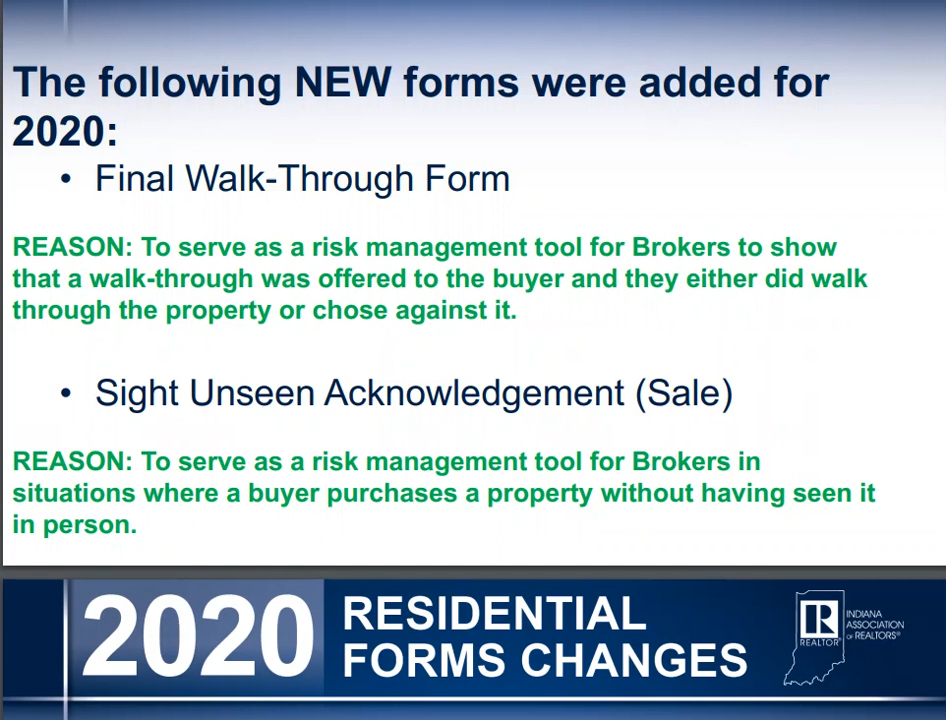 The following NEW forms were added for
2020:
• Final Walk-Through Form
REASON: To serve as a risk management tool for Brokers to show
that a walk-through was offered to the buyer and they either did walk
through the property or chose against it.
• Sight Unseen Acknowledgement (Sale)
REASON: To serve as a risk management tool for Brokers in
situations where a buyer purchases a property without having seen it
in person.
2020
RESIDENTIAL
FORMS CHANGES
R
REALTOR®
INDIANA
ASSOCIATION
OF REALTORS®